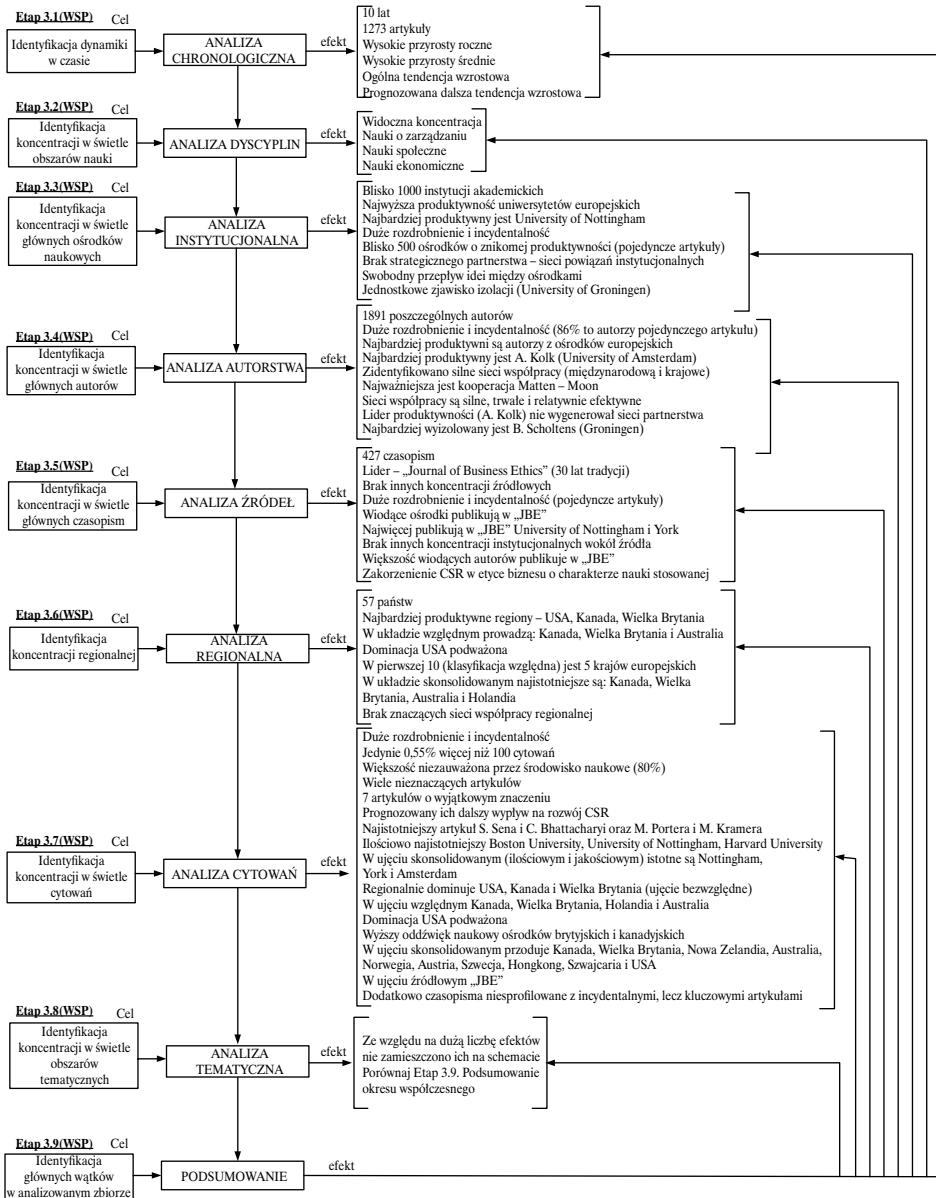 Etap 3.1(WSP) Cel
Identyfikacja dynamiki
w czasie
ANALIZA
CHRONOLOGICZNA
efekt
10 lat
1273 artykuły
Wysokie przyrosty roczne
Wysokie przyrosty średnie
Ogólna tendencja wzrostowa
Prognozowana dalsza tendencja wzrostowa
Etap 3.2(WSP) Cel
Identyfikacja
koncentracji w świetle
obszarów nauki
ANALIZA DYSCYPLIN
efekt
Widoczna koncentracja
Nauki o zarządzaniu
Nauki społeczne
Nauki ekonomiczne
Etap 3.3(WSP) Cel
Identyfikacja
koncentracji w świetle
głównych ośrodków
naukowych
ANALIZA
INSTYTUCJONALNA
efekt
Blisko 1000 instytucji akademickich
Najwyższa produktywność uniwersytetów europejskich
Najbardziej produktywny jest University of Nottingham
Duże rozdrobnienie i incydentalność
Blisko 500 ośrodków o znikomej produktywności (pojedyncze artykuły)
Brak strategicznego partnerstwa – sieci powiązań instytucjonalnych
Swobodny przepływ idei między ośrodkami
Jednostkowe zjawisko izolacji (University of Groningen)
Etap 3.4(WSP) Cel
Identyfikacja
koncentracji w świetle
głównych autorów
ANALIZA AUTORSTWA
efekt
1891 poszczególnych autorów
Duże rozdrobnienie i incydentalność (86% to autorzy pojedynczego artykułu)
Najbardziej produktywni są autorzy z ośrodków europejskich
Najbardziej produktywny jest A. Kolk (University of Amsterdam)
Zidentyfikowano silne sieci współpracy (międzynarodową i krajowe)
Najważniejsza jest kooperacja Matten – Moon
Sieci współpracy są silne, trwałe i relatywnie efektywne
Lider produktywności (A. Kolk) nie wygenerował sieci partnerstwa
Najbardziej wyizolowany jest B. Scholtens (Groningen)
Etap 3.5(WSP) Cel
Identyfikacja
koncentracji w świetle
głównych czasopism
ANALIZA ŹRÓDEŁ
efekt
427 czasopism
Lider – „Journal of Business Ethics” (30 lat tradycji)
Brak innych koncentracji źródłowych
Duże rozdrobnienie i incydentalność (pojedyncze artykuły)
Wiodące ośrodki publikują w „JBE”
Najwięcej publikują w „JBE” University of Nottingham i York
Brak innych koncentracji instytucjonalnych wokół źródła
Większość wiodących autorów publikuje w „JBE”
Zakorzenienie CSR w etyce biznesu o charakterze nauki stosowanej
Etap 3.6(WSP) Cel
Identyfikacja
koncentracji regionalnej
ANALIZA
REGIONALNA
efekt
57 państw
Najbardziej produktywne regiony – USA, Kanada, Wielka Brytania
W układzie względnym prowadzą: Kanada, Wielka Brytania i Australia
Dominacja USA podważona
W pierwszej 10 (klasyfikacja względna) jest 5 krajów europejskich
W układzie skonsolidowanym najistotniejsze są: Kanada, Wielka
Brytania, Australia i Holandia
Brak znaczących sieci współpracy regionalnej
Etap 3.7(WSP) Cel
Identyfikacja
koncentracji w świetle
cytowań
ANALIZA CYTOWAŃ
efekt
Duże rozdrobnienie i incydentalność
Jedynie 0,55% więcej niż 100 cytowań
Większość niezauważona przez środowisko naukowe (80%)
Wiele nieznaczących artykułów
7 artykułów o wyjątkowym znaczeniu
Prognozowany ich dalszy wypływ na rozwój CSR
Najistotniejszy artykuł S. Sena i C. Bhattacharyi oraz M. Portera i M. Kramera
Ilościowo najistotniejszy Boston University, University of Nottingham, Harvard University
W ujęciu skonsolidowanym (ilościowym i jakościowym) istotne są Nottingham,
York i Amsterdam
Regionalnie dominuje USA, Kanada i Wielka Brytania (ujęcie bezwzględne)
W ujęciu względnym Kanada, Wielka Brytania, Holandia i Australia
Dominacja USA podważona
Wyższy oddźwięk naukowy ośrodków brytyjskich i kanadyjskich
W ujęciu skonsolidowanym przoduje Kanada, Wielka Brytania, Nowa Zelandia, Australia,
Norwegia, Austria, Szwecja, Hongkong, Szwajcaria i USA
W ujęciu źródłowym „JBE”
Dodatkowo czasopisma niesprofilowane z incydentalnymi, lecz kluczowymi artykułami
Etap 3.8(WSP) Cel
Identyfikacja
koncentracji w świetle
obszarów
tematycznych
ANALIZA
TEMATYCZNA
efekt
Ze względu na dużą liczbę efektów
nie zamieszczono ich na schemacie
Porównaj Etap 3.9. Podsumowanie
okresu współczesnego
Etap 3.9(WSP) Cel
Identyfikacja
głównych wątków
w analizowanym zbiorze
PODSUMOWANIE
efekt